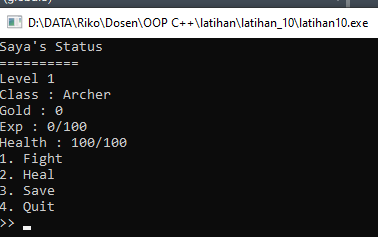 D:\DATA\Riko\Dosen\OOP C++\latihan\latihan_10\latihan10.exe
Saya's Status
==========
Level 1
Class : Archer
Gold : 0
Exp : 0/100
Health : 100/100
1. Fight
2. Heal
3. Save
4. Quit
>> _